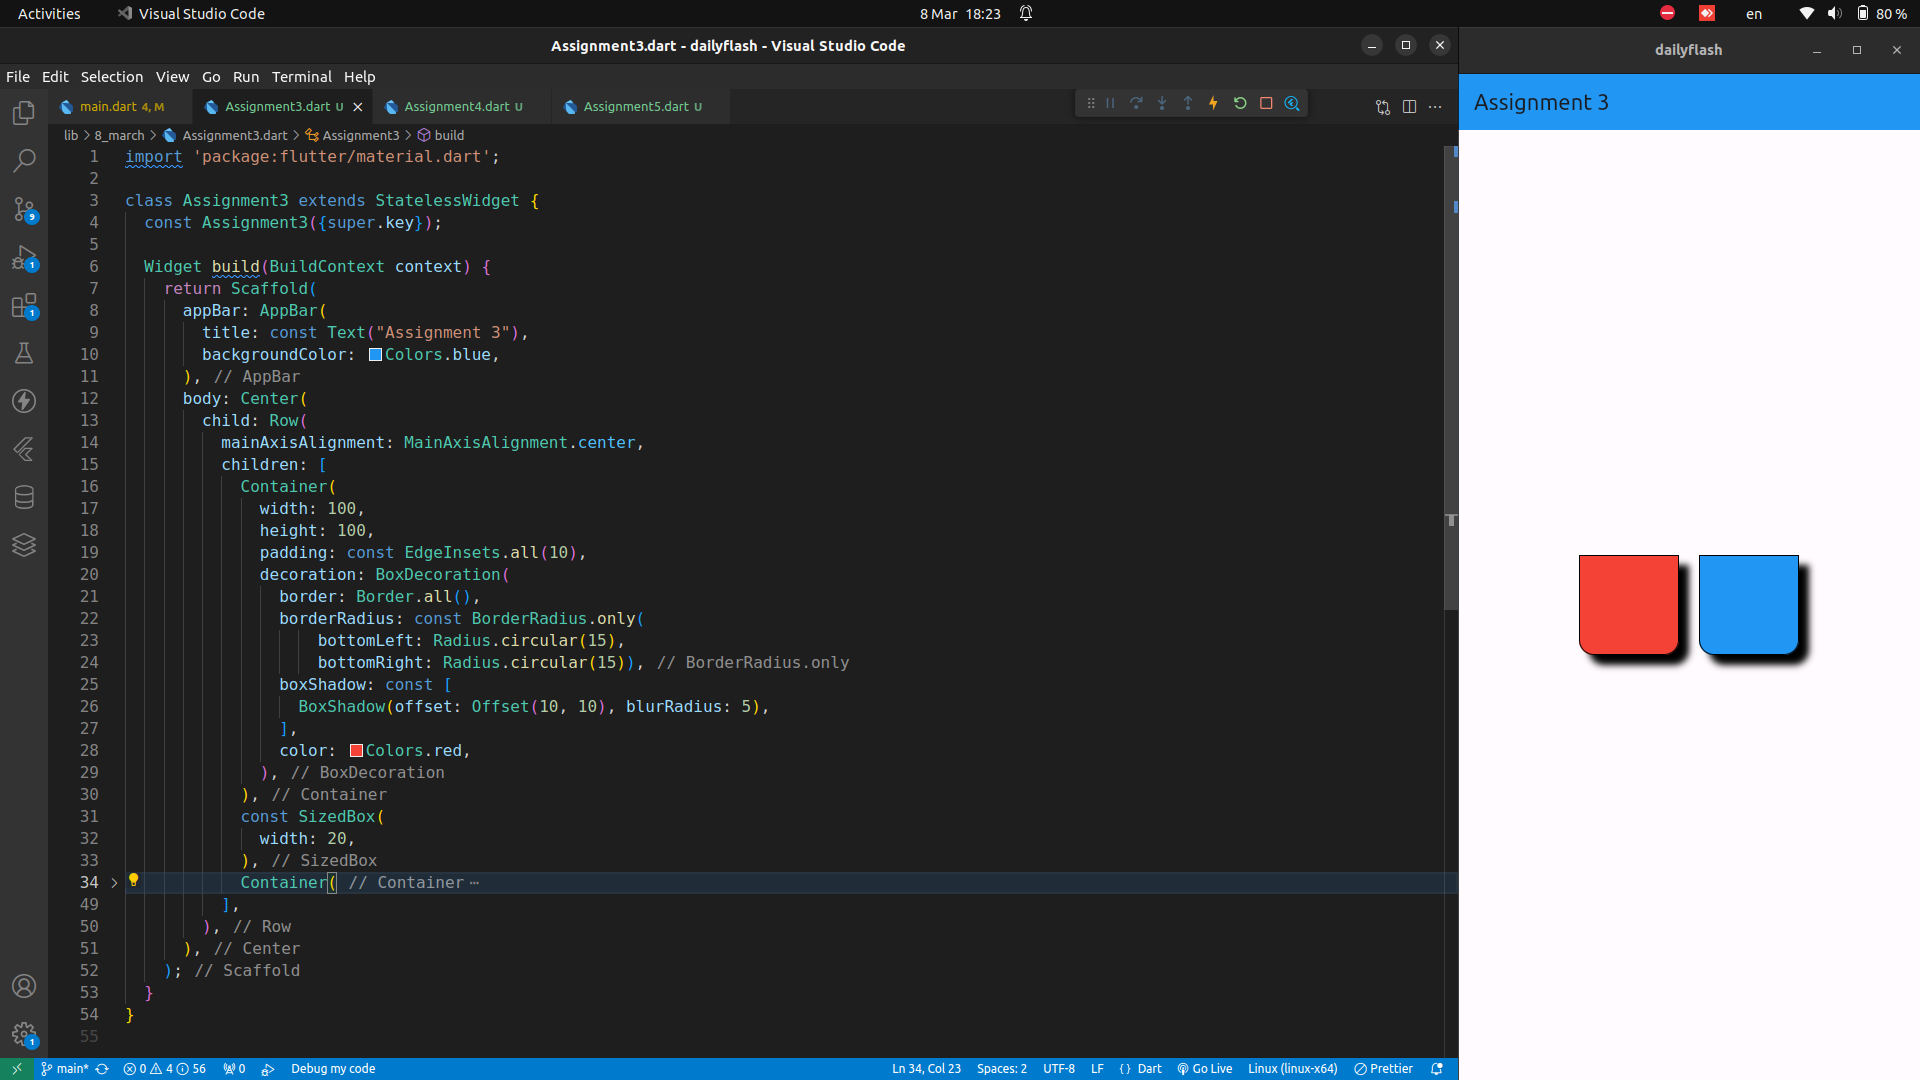 Activities
Visual Studio Code
8 Mar 18:23
en
80 %
Assignment3.dart - dailyflash - Visual Studio Code
File Edit Selection View Go Run Terminal Help
main.dart 4, M
Assignment3.dart U
Assignment4.dart U
Assignment5.dart U
lib > 8_march > Assignment3.dart > Assignment3 > build
1 import 'package:flutter/material.dart';
2
3 class Assignment3 extends StatelessWidget {
4 const Assignment3({super.key});
5
6 Widget build(BuildContext context) {
7 return Scaffold(
8 appBar: AppBar(
9 title: const Text("Assignment 3"),
10 backgroundColor: Colors.blue,
11 ), // AppBar
12 body: Center(
13 child: Row(
14 mainAxisAlignment: MainAxisAlignment.center,
15 children: [
16 Container(
17 width: 100,
18 height: 100,
19 padding: const EdgeInsets.all(10),
20 decoration: BoxDecoration(
21 border: Border.all(),
22 borderRadius: const BorderRadius.only(
23 bottomLeft: Radius.circular(15),
24 bottomRight: Radius.circular(15)), // BorderRadius.only
25 boxShadow: const [
26 BoxShadow(offset: Offset(10, 10), blurRadius: 5),
27 ],
28 color: Colors.red,
29 ), // BoxDecoration
30 ), // Container
31 const SizedBox(
32 width: 20,
33 ), // SizedBox
34 Container( // Container ⋯
49 ],
50 ), // Row
51 ), // Center
52 ); // Scaffold
53 }
54 }
55
9
1
1
1
main* 0 4 56 0 Debug my code
Ln 34, Col 23 Spaces: 2 UTF-8 LF {} Dart Go Live Linux (linux-x64) Prettier
dailyflash
Assignment 3